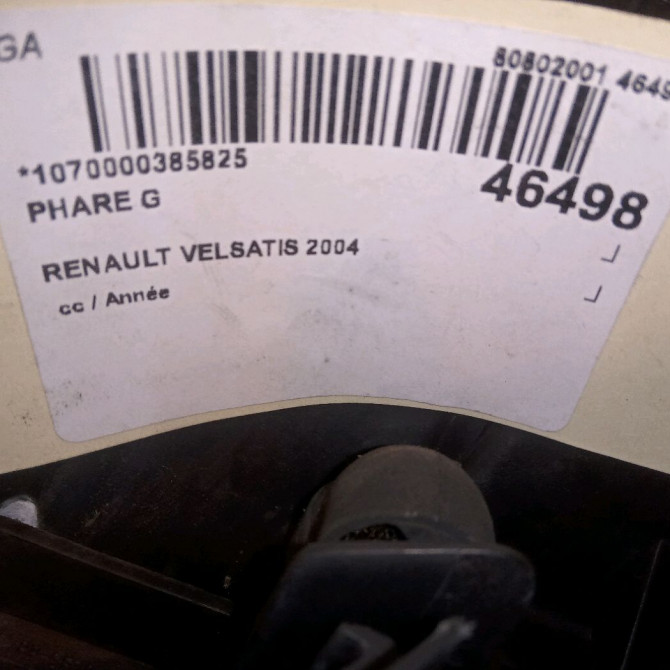 GA
80802001 4649
*1070000385825
46498
PHARE G
RENAULT VELSATIS 2004
cc / Année